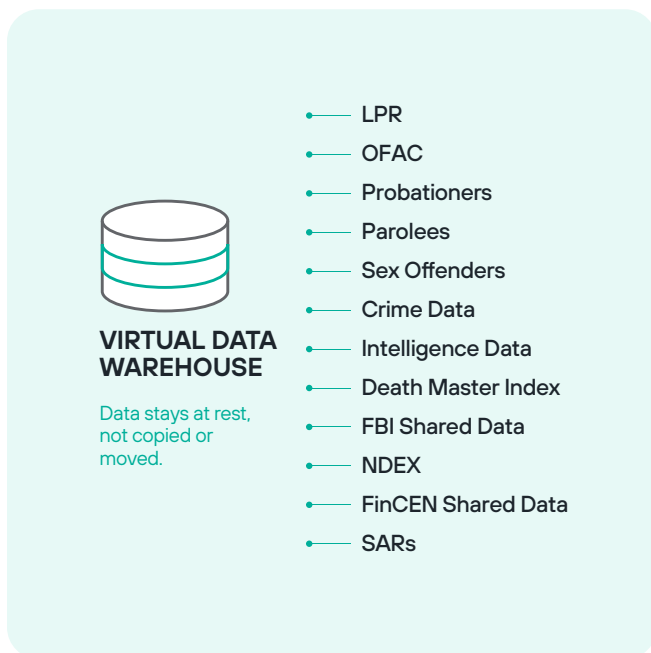 VIRTUAL DATA
WAREHOUSE
Data stays at rest,
not copied or
moved.
LPR
OFAC
Probationers
Parolees
Sex Offenders
Crime Data
Intelligence Data
Death Master Index
FBI Shared Data
NDEX
FinCEN Shared Data
SARs